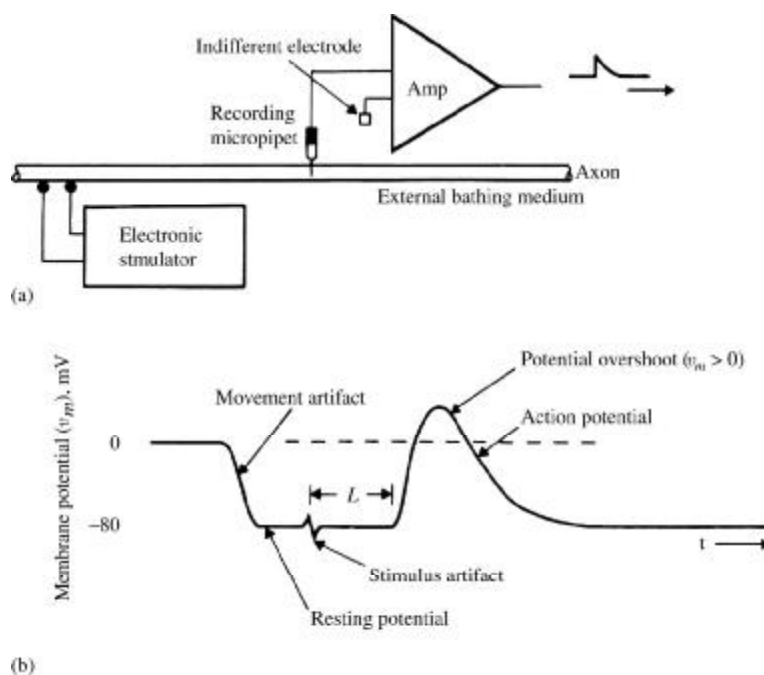 Indifferent electrode
Amp
Recording
micropipet
Axon
External bathing medium
Electronic
stmulator
(a)
Potential overshoot (vm > 0)
Movement artifact
Action potential
Membrane potential (vm), mV
0
L
–80
t
Stimulus artifact
Resting potential
(b)